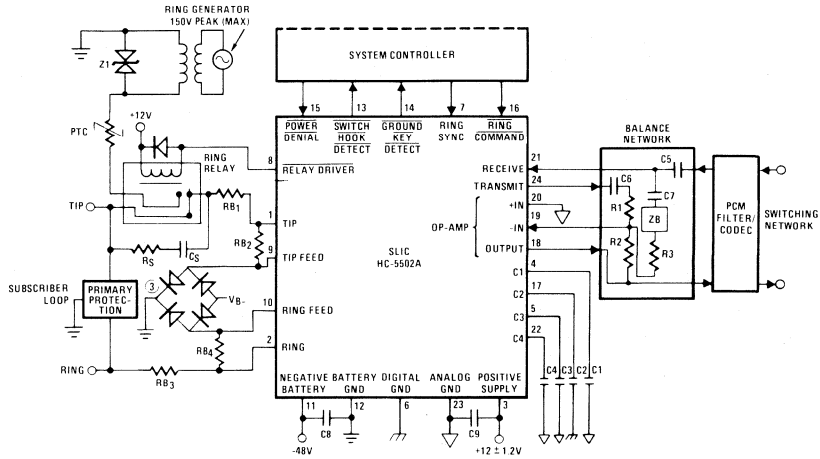 RING GENERATOR
150V PEAK (MAX)
Z1
SYSTEM CONTROLLER
PTC
+12V
RING
RELAY
15
13
14
7
16
POWER
DENIAL
SWITCH
HOOK
DETECT
GROUND
KEY
DETECT
RING
SYNC
RING
COMMAND
BALANCE
NETWORK
8
RELAY DRIVER
RECEIVE
21
C5
TRANSMIT
24
C6
C7
+IN
20
R1
ZB
PCM
FILTER/
CODEC
SWITCHING
NETWORK
TIP
RB1
1
TIP
OP-AMP
-IN
19
RB2
OUTPUT
18
R2
R3
RS
CS
9
TIP FEED
SLIC
HC-5502A
C1
4
SUBSCRIBER
LOOP
PRIMARY
PROTEC-
TION
3
VB-
C2
17
10
RING FEED
C3
5
C4
22
RB4
2
RING
RING
RB3
C4
C3
C2
C1
NEGATIVE
BATTERY
BATTERY
GND
DIGITAL
GND
ANALOG
GND
POSITIVE
SUPPLY
11
12
6
23
3
C8
C9
-48V
+12 ± 1.2V